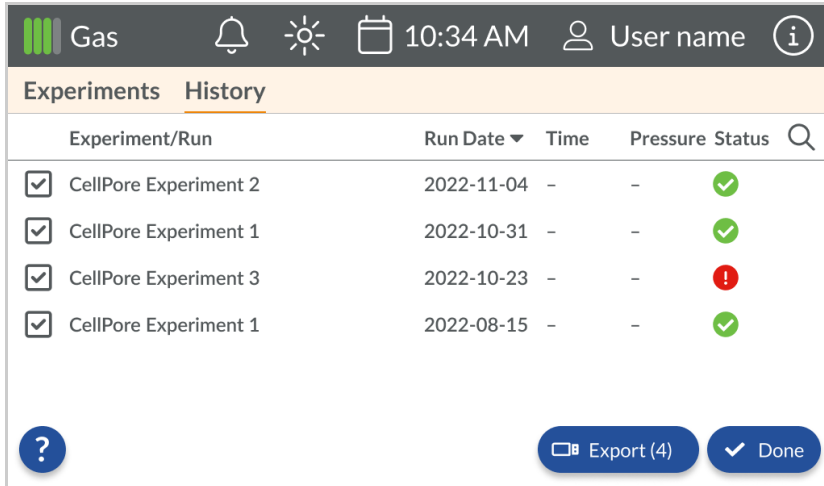 Gas 10:34 AM User name i
Experiments History
Experiment/Run Run Date Time Pressure Status
CellPore Experiment 2 2022-11-04 – –
CellPore Experiment 1 2022-10-31 – –
CellPore Experiment 3 2022-10-23 – – !
CellPore Experiment 1 2022-08-15 – –
? Export (4) Done